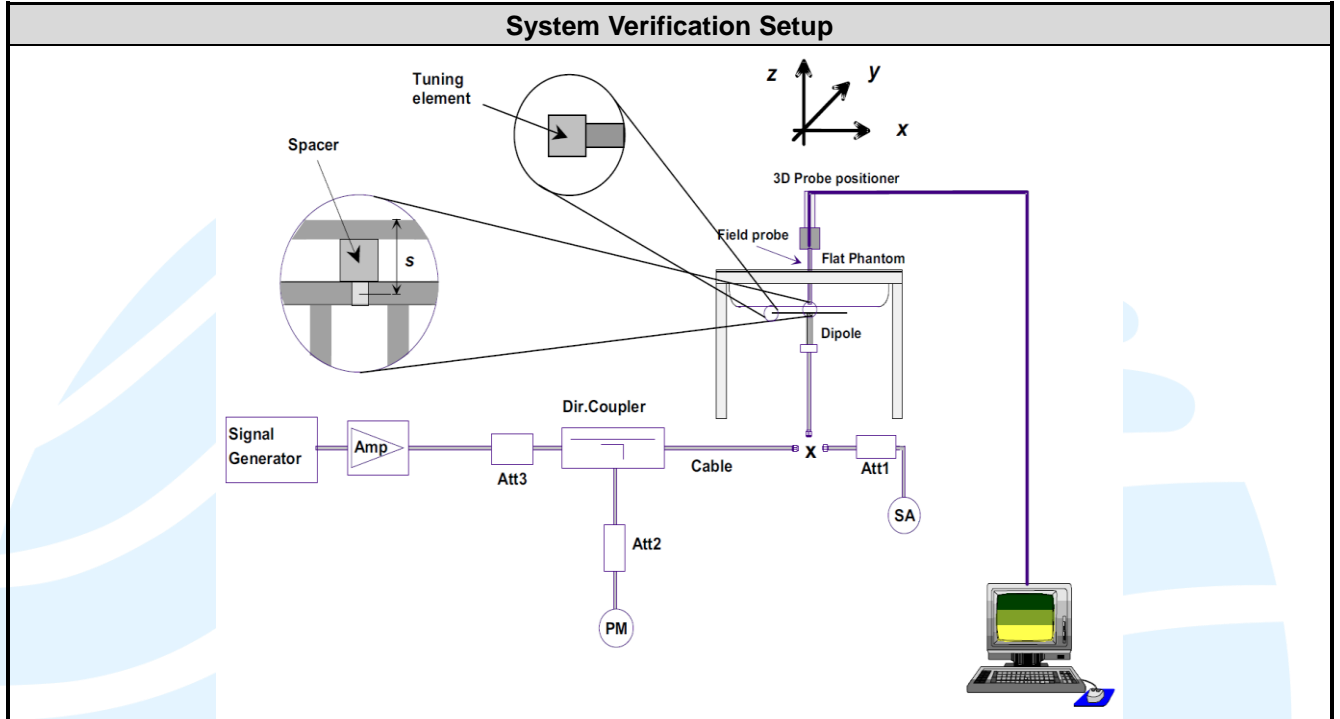 System Verification Setup
Tuning
element
z
y
x
Spacer
s
3D Probe positioner
Field probe
Flat Phantom
Dipole
Dir.Coupler
Signal
Generator
Amp
Att3
Cable
x
Att1
SA
Att2
PM